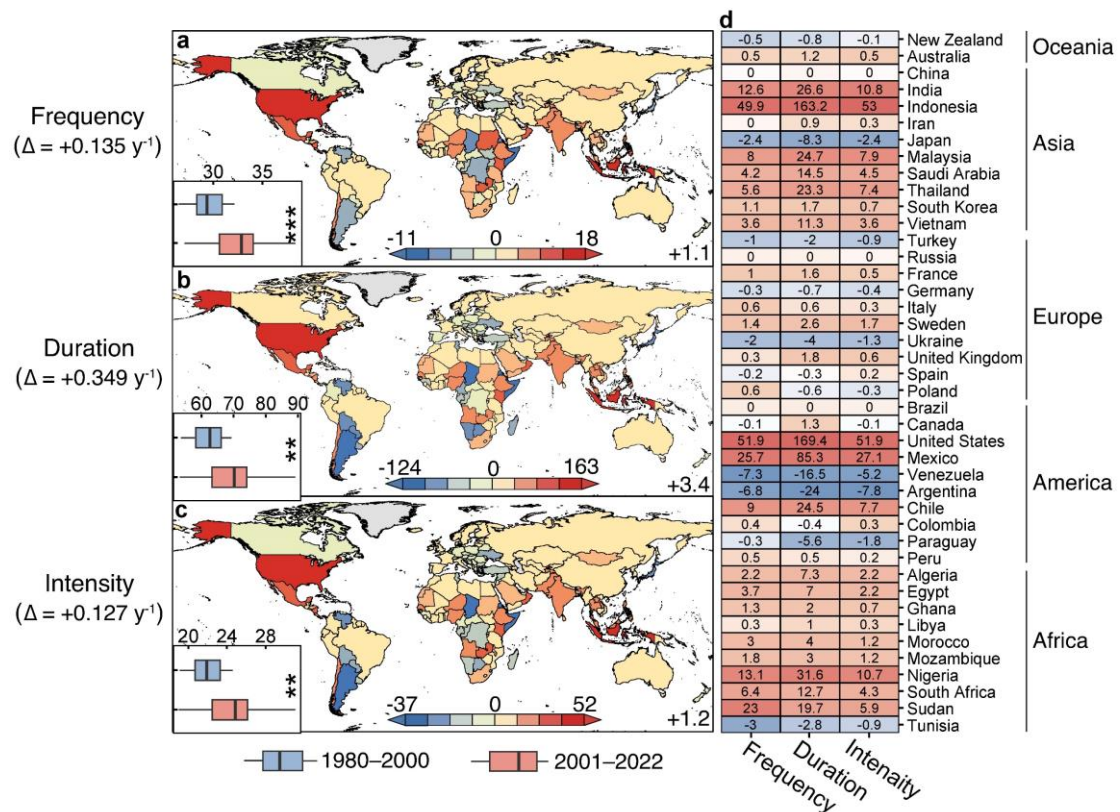 a
Frequency
(Δ = +0.135 y⁻¹)
30 35
***
-11 0 18
+1.1
b
Duration
(Δ = +0.349 y⁻¹)
60 70 80 90
**
-124 0 163
+3.4
c
Intensity
(Δ = +0.127 y⁻¹)
20 24 28
**
-37 0 52
+1.2
1980–2000 2001–2022
d
-0.5 -0.8 -0.1 New Zealand
0.5 1.2 0.5 Australia
0 0 0 China
12.6 26.6 10.8 India
49.9 163.2 53 Indonesia
0 0.9 0.3 Iran
-2.4 -8.3 -2.4 Japan
8 24.7 7.9 Malaysia
4.2 14.5 4.5 Saudi Arabia
5.6 23.3 7.4 Thailand
1.1 1.7 0.7 South Korea
3.6 11.3 3.6 Vietnam
-1 -2 -0.9 Turkey
0 0 0 Russia
1 1.6 0.5 France
-0.3 -0.7 -0.4 Germany
0.6 0.6 0.3 Italy
1.4 2.6 1.7 Sweden
-2 -4 -1.3 Ukraine
0.3 1.8 0.6 United Kingdom
-0.2 -0.3 0.2 Spain
0.6 -0.6 -0.3 Poland
0 0 0 Brazil
-0.1 1.3 -0.1 Canada
51.9 169.4 51.9 United States
25.7 85.3 27.1 Mexico
-7.3 -16.5 -5.2 Venezuela
-6.8 -24 -7.8 Argentina
9 24.5 7.7 Chile
0.4 -0.4 0.3 Colombia
-0.3 -5.6 -1.8 Paraguay
0.5 0.5 0.2 Peru
2.2 7.3 2.2 Algeria
3.7 7 2.2 Egypt
1.3 2 0.7 Ghana
0.3 1 0.3 Libya
3 4 1.2 Morocco
1.8 3 1.2 Mozambique
13.1 31.6 10.7 Nigeria
6.4 12.7 4.3 South Africa
23 19.7 5.9 Sudan
-3 -2.8 -0.9 Tunisia
Frequency Duration Intenaity
Oceania
Asia
Europe
America
Africa